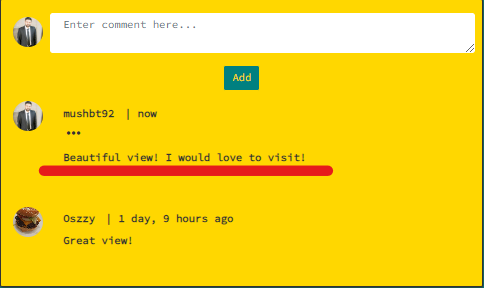 Enter comment here...
Add
mushbt92 | now
•••
Beautiful view! I would love to visit!
Oszzy | 1 day, 9 hours ago
Great view!